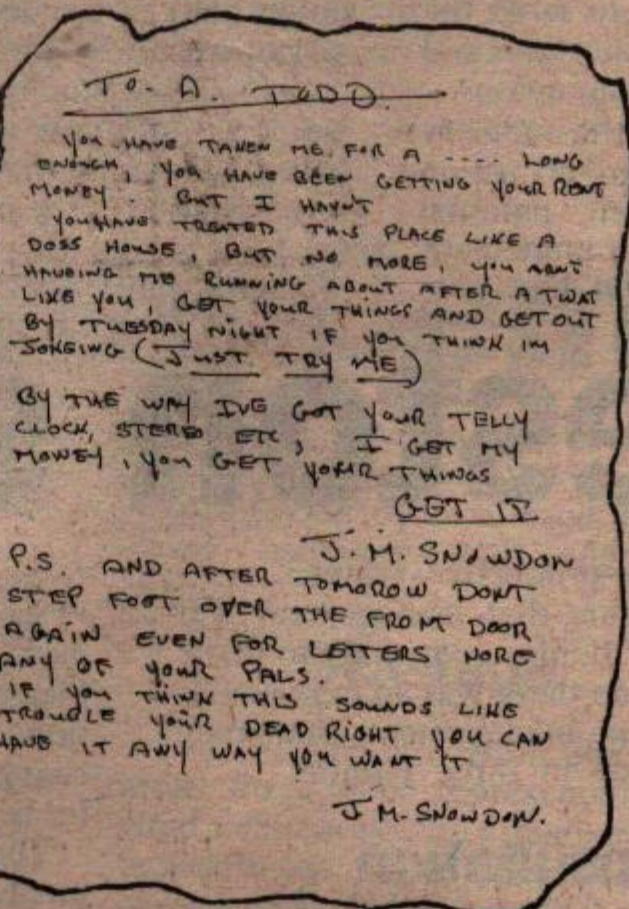 TO. A. TODD.
YOU HAVE TAKEN ME FOR A .... LONG
ENOUGH, YOU HAVE BEEN GETTING YOUR RENT
MONEY. BUT I HAVN'T
YOU HAVE TREATED THIS PLACE LIKE A
DOSS HOUSE, BUT NO MORE, YOU AON'T
HAVEING ME RUNNING ABOUT AFTER A TWAT
LIKE YOU, GET YOUR THINGS AND GET OUT
BY TUESDAY NIGHT IF YOU THINK IM
JOKEING (JUST TRY ME)
BY THE WAY IVE GOT YOUR TELLY
CLOCK, STEREO ETC, I GET MY
MONEY, YOU GET YOUR THINGS
GET IT
J. M. SNOWDON
P.S. AND AFTER TOMOROW DONT
STEP FOOT OVER THE FRONT DOOR
AGAIN EVEN FOR LETTERS NORE
ANY OF YOUR PALS.
IF YOU THINK THIS SOUNDS LIKE
TROUBLE YOUR DEAD RIGHT YOU CAN
HAVE IT ANY WAY YOU WANT IT
J M. SNOWDON.